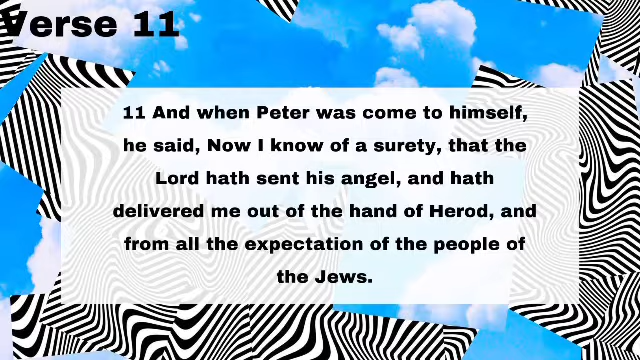 Verse 11
11 And when Peter was come to himself,
he said, Now I know of a surety, that the
Lord hath sent his angel, and hath
delivered me out of the hand of Herod, and
from all the expectation of the people of
the Jews.